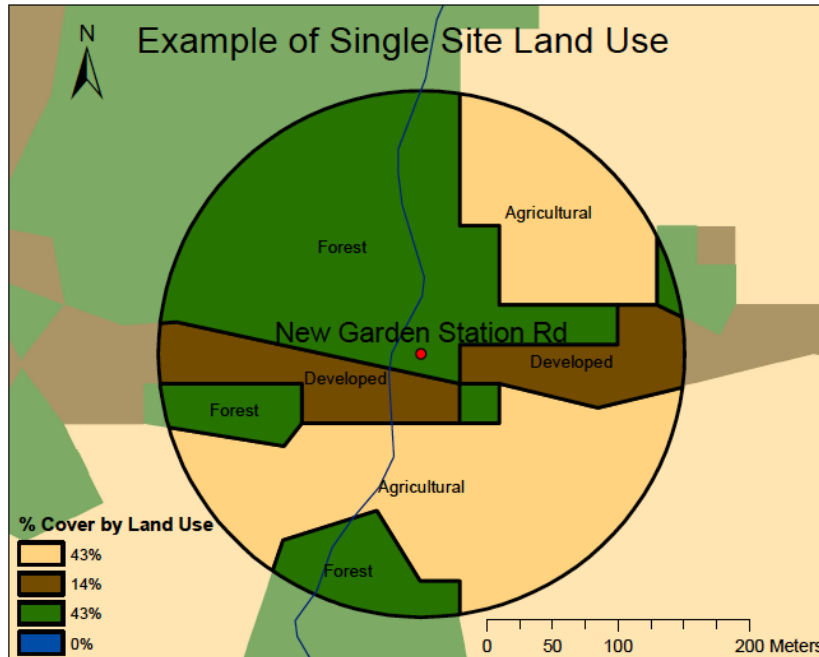 Example of Single Site Land Use
N
Agricultural
Forest
New Garden Station Rd
Developed
Developed
Forest
Agricultural
Forest
% Cover by Land Use
43%
14%
43%
0%
0 50 100 200 Meters